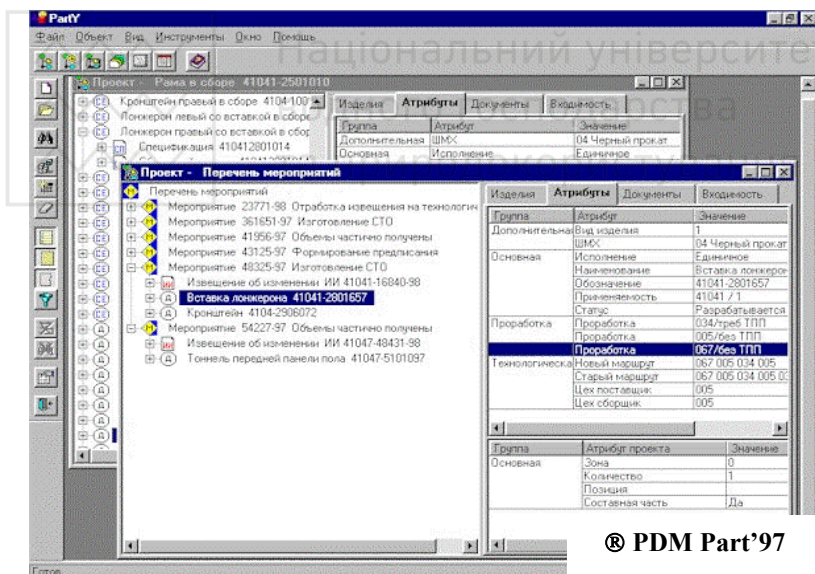 PartY
Файл Объект Вид Инструменты Окно Помощь
Національний універсте
Проект - Рама в сборе 41041-2501010
Кронштейн правый в сборе 4104-100
Лонжерон левый со вставкой в сборе
Лонжерон правый со вставкой в сбор
Спецификация 410412801014
Изделия Атрибуты Документы Входимость
Группа Атрибут Значение
Дополнительная ШМХ 04 Черный прокат
Основная Исполнение Единичное
Проект - Перечень мероприятий
Перечень мероприятий
Мероприятие 23771-98 Отработка извещения на технологич
Мероприятие 361651-97 Изготовление СТО
Мероприятие 41956-97 Объемы частично получены
Мероприятие 43125-97 Формирование предписания
Мероприятие 48325-97 Изготовление СТО
Извещение об изменении ИИ 41041-16840-98
Вставка лонжерона 41041-2801657
Кронштейн 4104-2906072
Мероприятие 54227-97 Объемы частично получены
Извещение об изменении ИИ 41047-48431-98
Тоннель передней панели пола 41047-5101097
Изделия Атрибуты Документы Входимость
Группа Атрибут Значение
Дополнительная Вид изделия 1
ШМХ 04 Черный прокат
Основная Исполнение Единичное
Наименование Вставка лонжерон
Обозначение 41041-2801657
Применяемость 41041 / 1
Статус Разрабатывается
Проработка Проработка 034/треб ТПП
Проработка 005/без ТПП
Проработка 067/без ТПП
Технологическа Новый маршрут 067 005 034 005
Старый маршрут 067 005 034 005 03
Цех поставщик 005
Цех сборщик 005
Группа Атрибут проекта Значение
Основная Зона 0
Количество 1
Позиция
Составная часть Да
® PDM Part’97
Готов